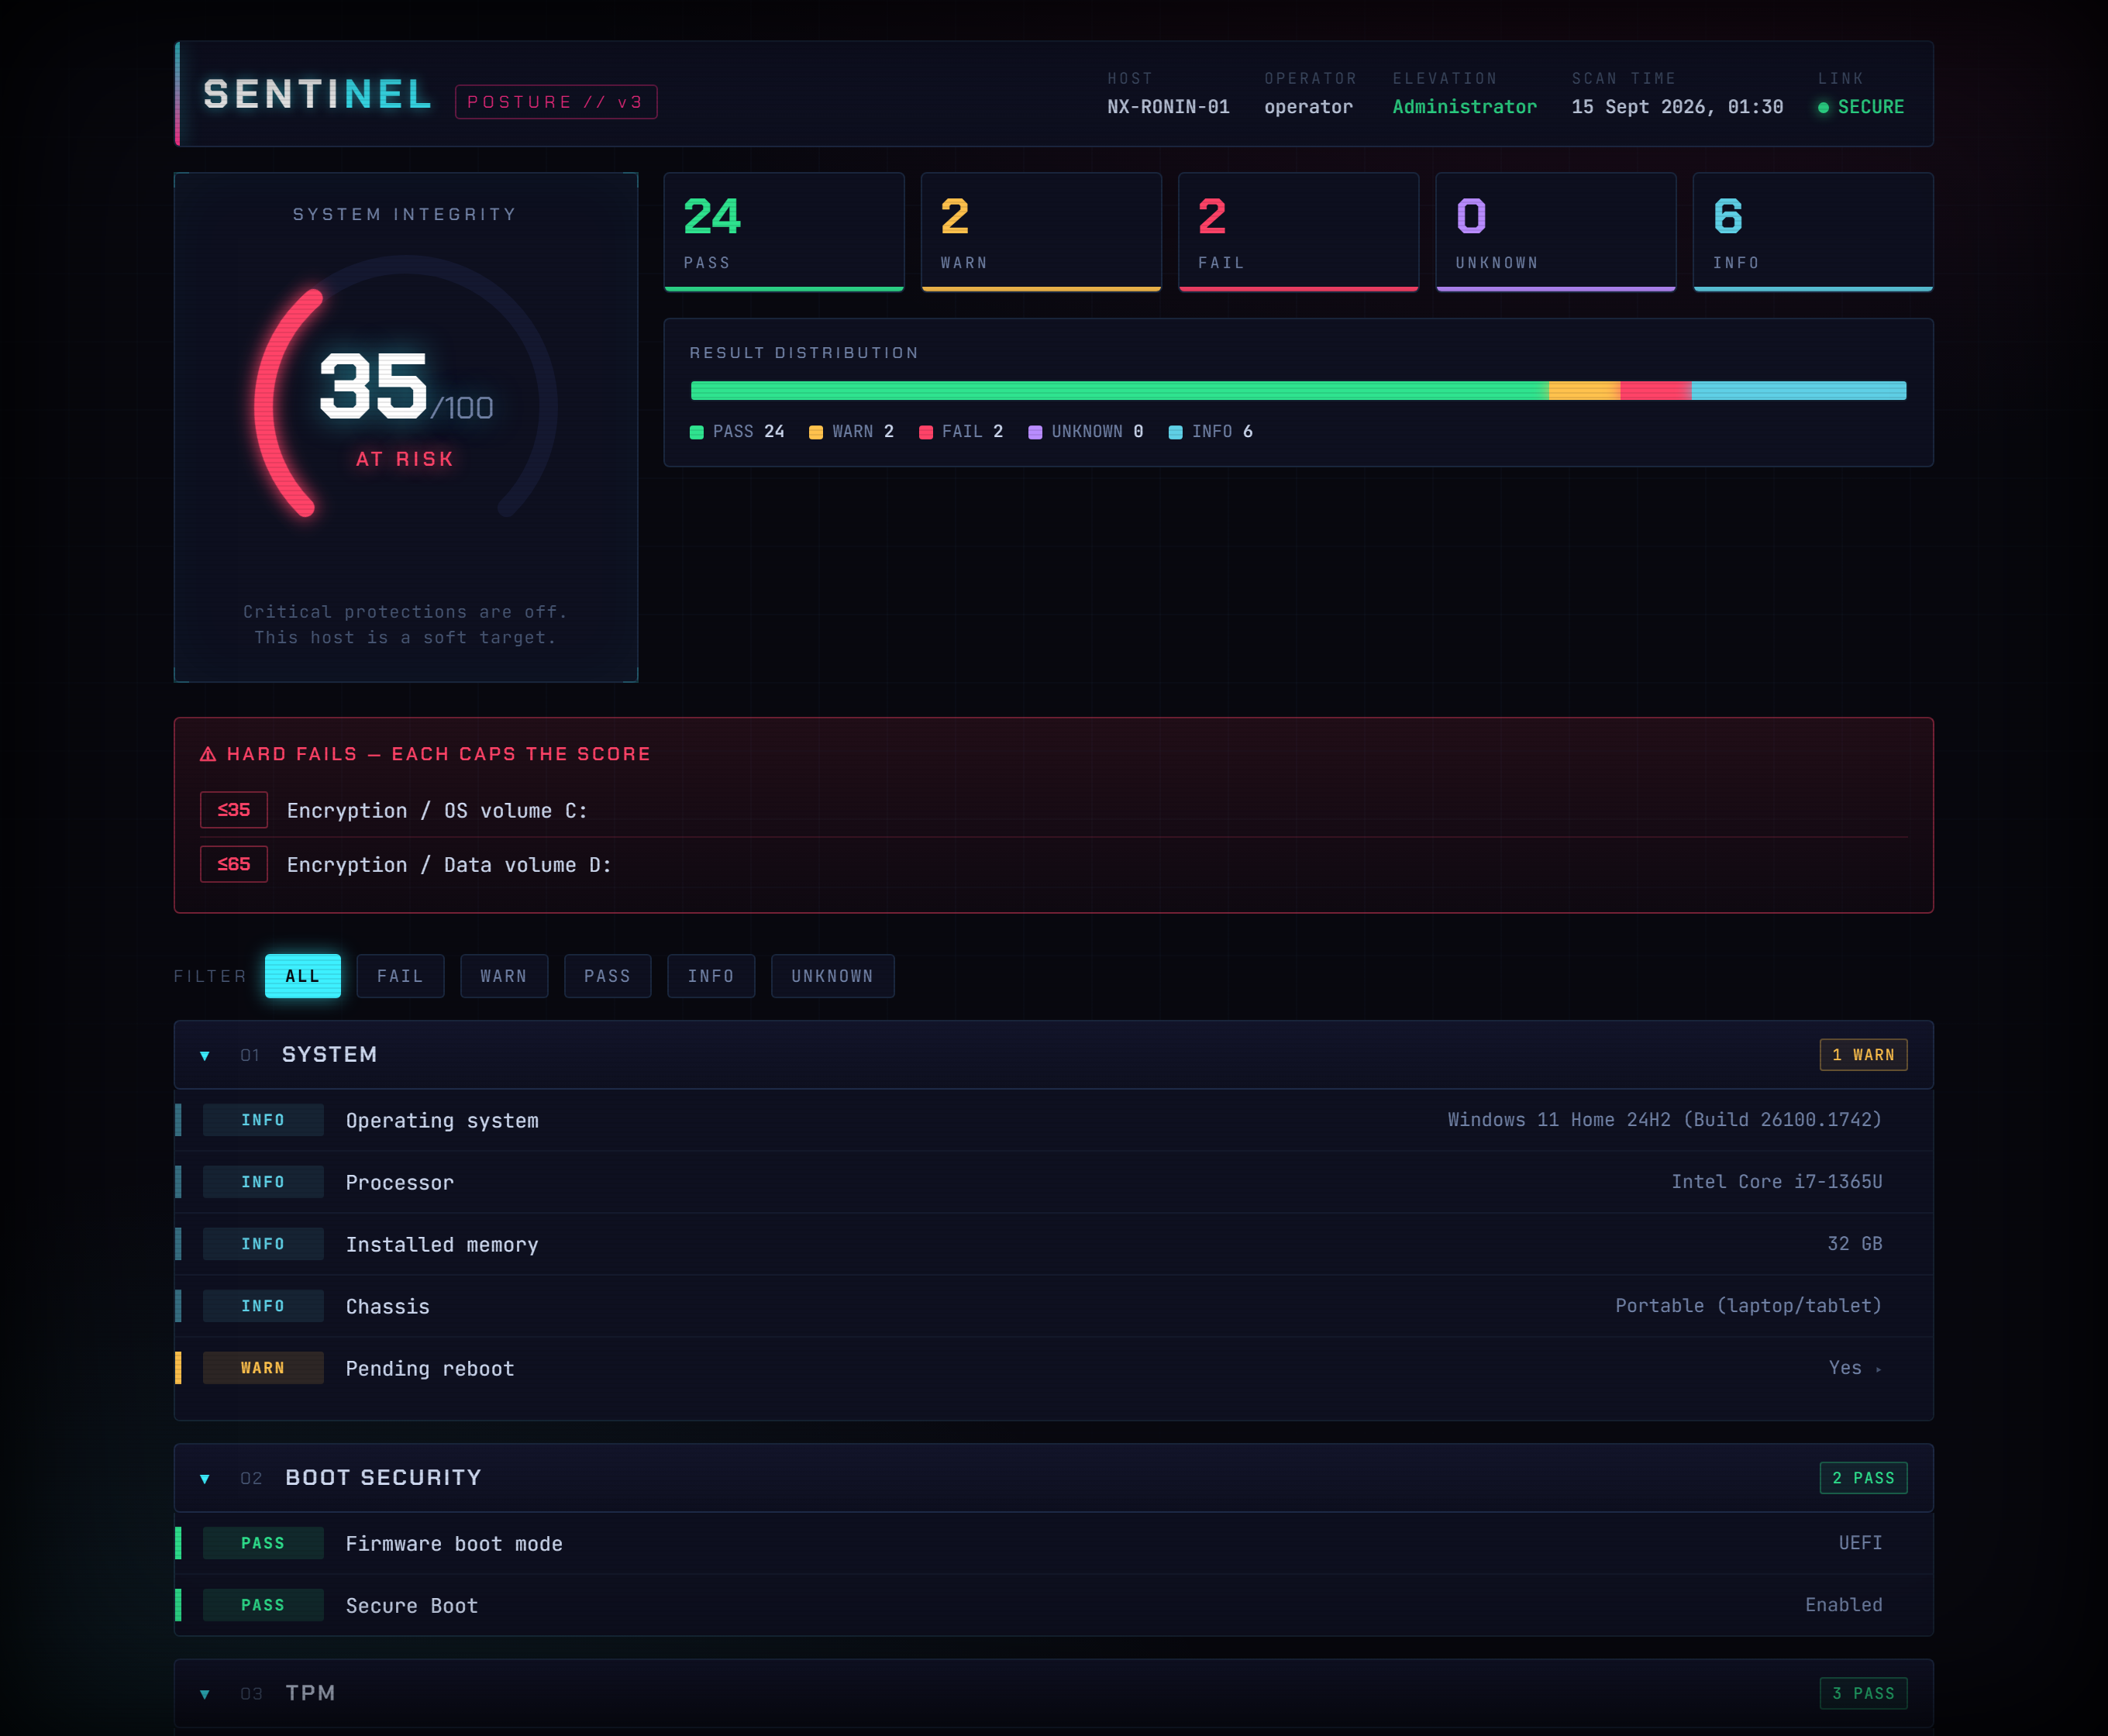 SENTINEL POSTURE // v3
HOST OPERATOR ELEVATION SCAN TIME LINK
NX-RONIN-01 operator Administrator 15 Sept 2026, 01:30 SECURE
SYSTEM INTEGRITY
35/100
AT RISK
Critical protections are off.
This host is a soft target.
24 2 2 0 6
PASS WARN FAIL UNKNOWN INFO
RESULT DISTRIBUTION
PASS 24 WARN 2 FAIL 2 UNKNOWN 0 INFO 6
⚠ HARD FAILS — EACH CAPS THE SCORE
≤35 Encryption / OS volume C:
≤65 Encryption / Data volume D:
FILTER ALL FAIL WARN PASS INFO UNKNOWN
▼ 01 SYSTEM 1 WARN
INFO Operating system Windows 11 Home 24H2 (Build 26100.1742)
INFO Processor Intel Core i7-1365U
INFO Installed memory 32 GB
INFO Chassis Portable (laptop/tablet)
WARN Pending reboot Yes ▸
▼ 02 BOOT SECURITY 2 PASS
PASS Firmware boot mode UEFI
PASS Secure Boot Enabled
▼ 03 TPM 3 PASS